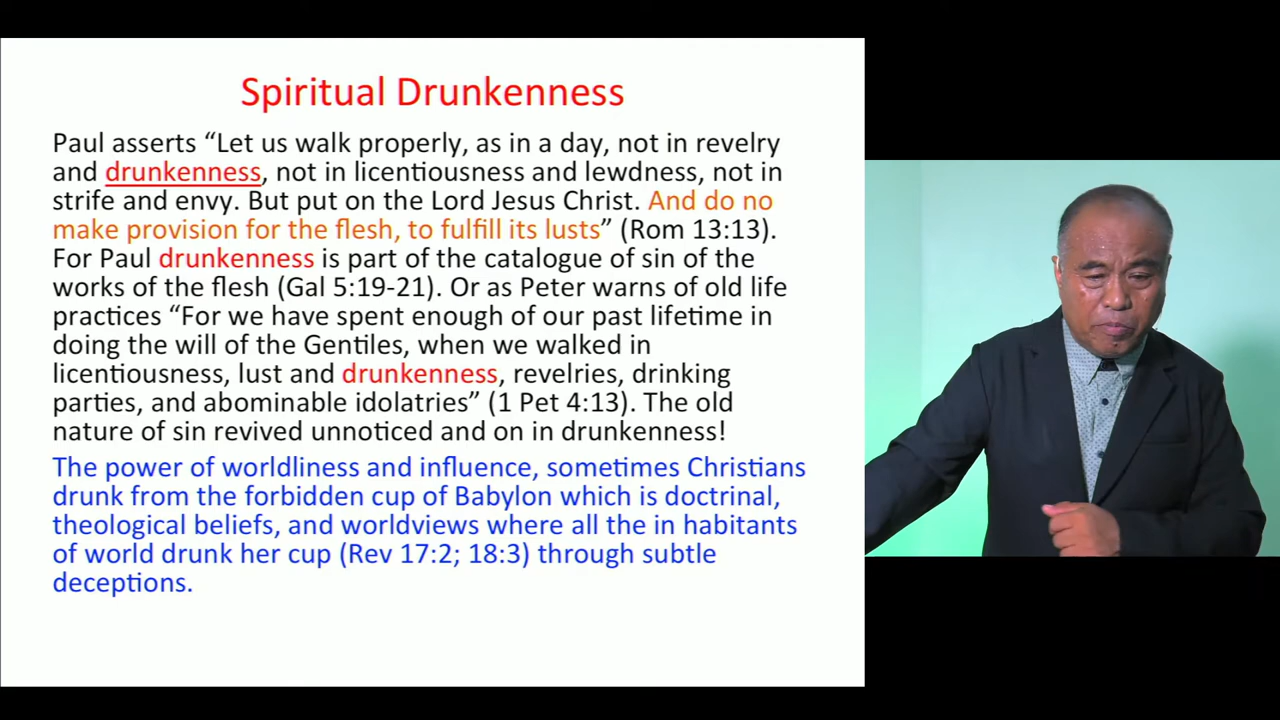 Spiritual Drunkenness
Paul asserts “Let us walk properly, as in a day, not in revelry
and drunkenness, not in licentiousness and lewdness, not in
strife and envy. But put on the Lord Jesus Christ. And do no
make provision for the flesh, to fulfill its lusts” (Rom 13:13).
For Paul drunkenness is part of the catalogue of sin of the
works of the flesh (Gal 5:19-21). Or as Peter warns of old life
practices “For we have spent enough of our past lifetime in
doing the will of the Gentiles, when we walked in
licentiousness, lust and drunkenness, revelries, drinking
parties, and abominable idolatries” (1 Pet 4:13). The old
nature of sin revived unnoticed and on in drunkenness!
The power of worldliness and influence, sometimes Christians
drunk from the forbidden cup of Babylon which is doctrinal,
theological beliefs, and worldviews where all the in habitants
of world drunk her cup (Rev 17:2; 18:3) through subtle
deceptions.